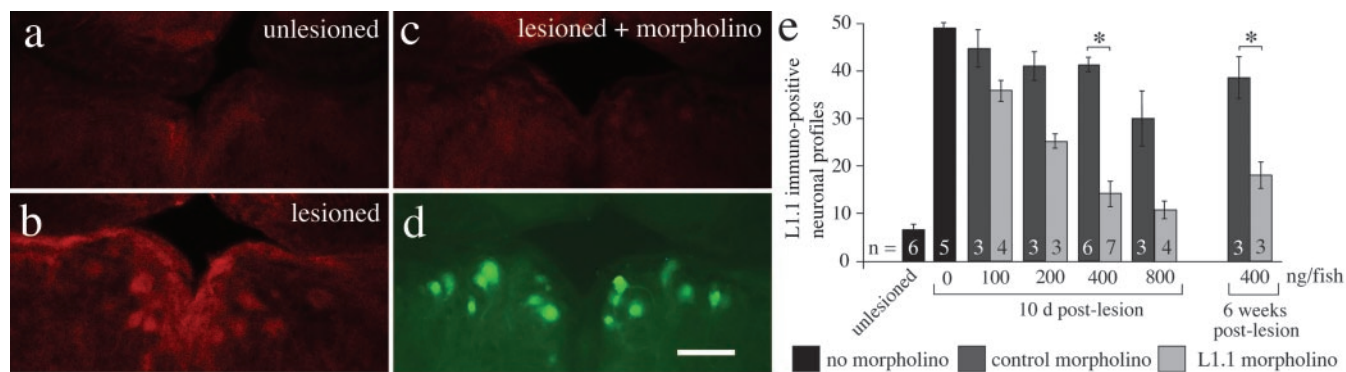 a
unlesioned
c
lesioned + morpholino
b
lesioned
d
e
L1.1 immuno-positive
neuronal profiles
50
40
30
20
10
0
n = 6 5 3 4 3 3 6 7 3 4 3 3
* *
unlesioned
0 100 200 400 800 400 ng/fish
10 d post-lesion
6 weeks
post-lesion
no morpholino control morpholino L1.1 morpholino